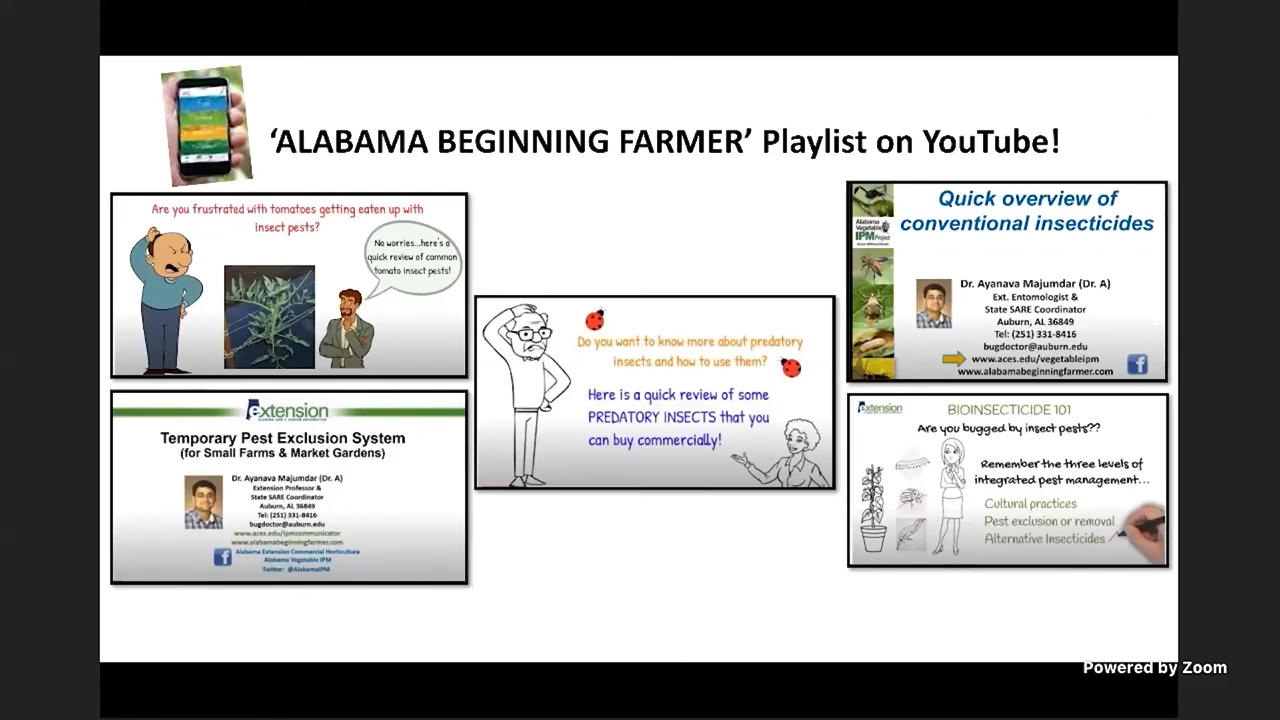 ‘ALABAMA BEGINNING FARMER’ Playlist on YouTube!
Are you frustrated with tomatoes getting eaten up with
insect pests?
No worries...here's a
quick review of common
tomato insect pests!
Extension
Temporary Pest Exclusion System
(for Small Farms & Market Gardens)
Dr. Ayanava Majumdar (Dr. A)
Extension Professor &
State SARE Coordinator
Auburn, AL 36849
Tel: (251) 331-8416
bugdoctor@auburn.edu
www.aces.edu/ipmcommunicator
www.alabamabeginningfarmer.com
Alabama Extension Commercial Horticulture
Alabama Vegetable IPM
Twitter: @AlabamaIPM
Do you want to know more about predatory
insects and how to use them?
Here is a quick review of some
PREDATORY INSECTS that you
can buy commercially!
Quick overview of
conventional insecticides
Alabama
Vegetable
IPM Project
Dr. Ayanava Majumdar (Dr. A)
Ext. Entomologist &
State SARE Coordinator
Auburn, AL 36849
Tel: (251) 331-8416
bugdoctor@auburn.edu
www.aces.edu/vegetableipm
www.alabamabeginningfarmer.com
Extension
BIOINSECTICIDE 101
Are you bugged by insect pests??
Remember the three levels of
integrated pest management...
Cultural practices
Pest exclusion or removal
Alternative Insecticides
Powered by Zoom